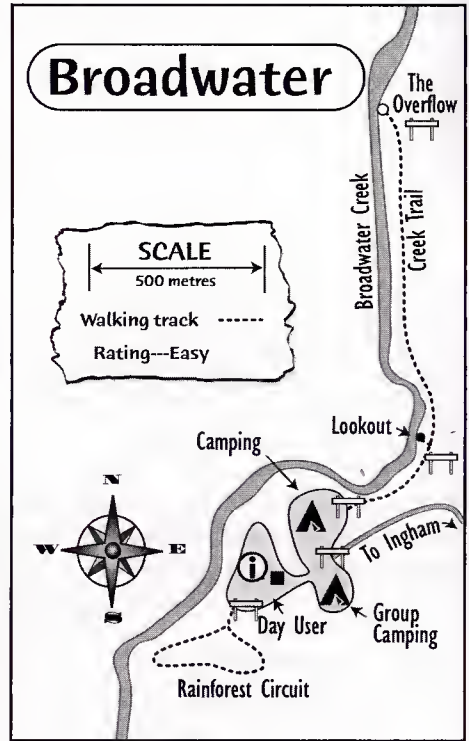 Broadwater
The
Overflow
Broadwater Creek
Creek Trail
SCALE
500 metres
Walking track
Rating---Easy
Lookout
Camping
N
W
E
S
To Ingham
i
Day User
Group
Camping
Rainforest Circuit